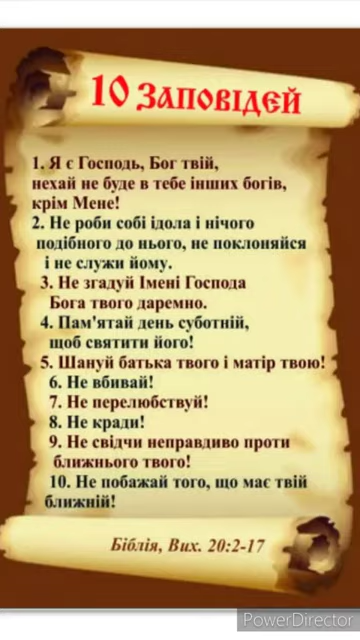 10 ЗАПОВІДЕЙ
1. Я є Господь, Бог твій,
нехай не буде в тебе інших богів,
крім Мене!
2. Не роби собі ідола і нічого
подібного до нього, не поклоняйся
і не служи йому.
3. Не згадуй Імені Господа
Бога твого даремно.
4. Пам'ятай день суботній,
щоб святити його!
5. Шануй батька твого і матір твою!
6. Не вбивай!
7. Не перелюбствуй!
8. Не кради!
9. Не свідчи неправдиво проти
ближнього твого!
10. Не побажай того, що має твій
ближній!
Біблія, Вих. 20:2-17
PowerDirector